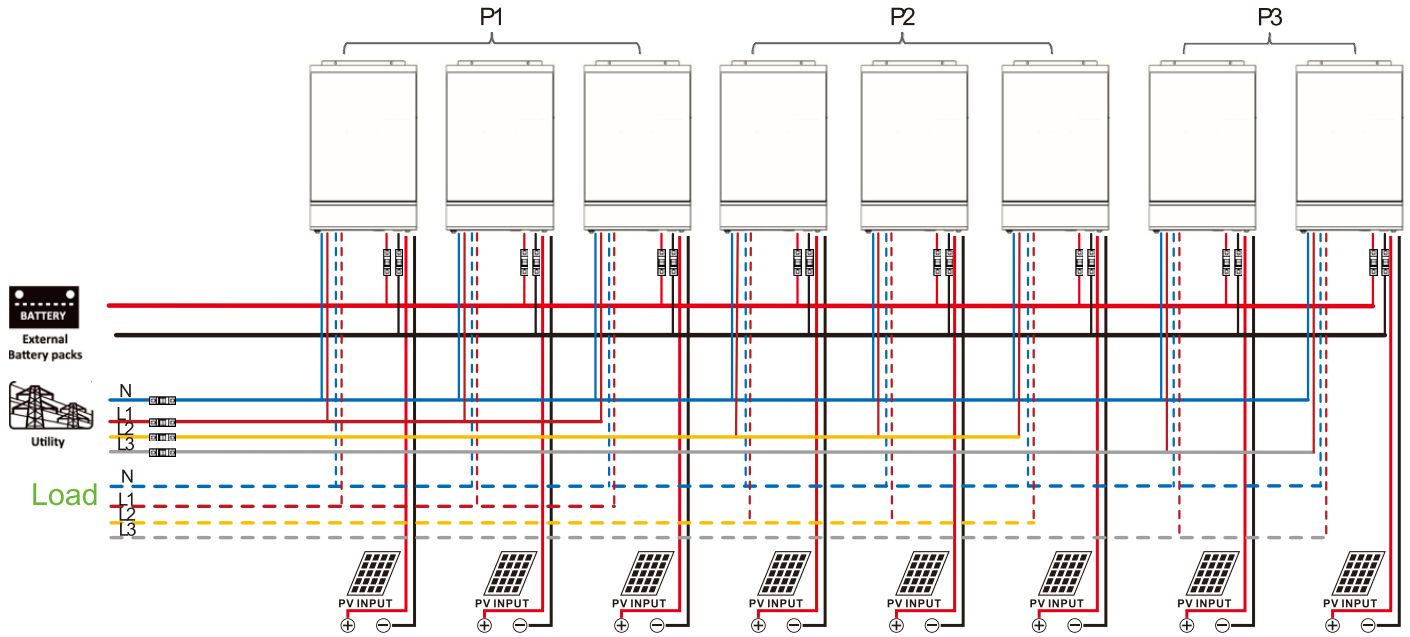 P1
P2
P3
BATTERY
External
Battery packs
Utility
N
L1
L2
L3
Load
N
L1
L2
L3
PV INPUT
PV INPUT
PV INPUT
PV INPUT
PV INPUT
PV INPUT
PV INPUT
PV INPUT
+ −
+ −
+ −
+ −
+ −
+ −
+ −
+ −